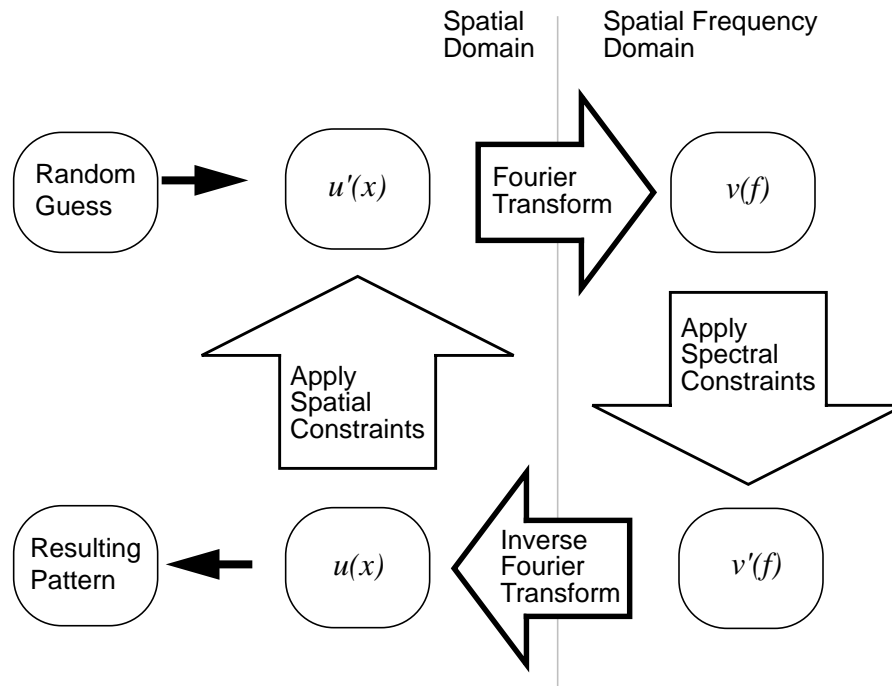 Spatial
Domain
Spatial Frequency
Domain
Random
Guess
u'(x)
Fourier
Transform
v(f)
Apply
Spatial
Constraints
Apply
Spectral
Constraints
Resulting
Pattern
u(x)
Inverse
Fourier
Transform
v'(f)